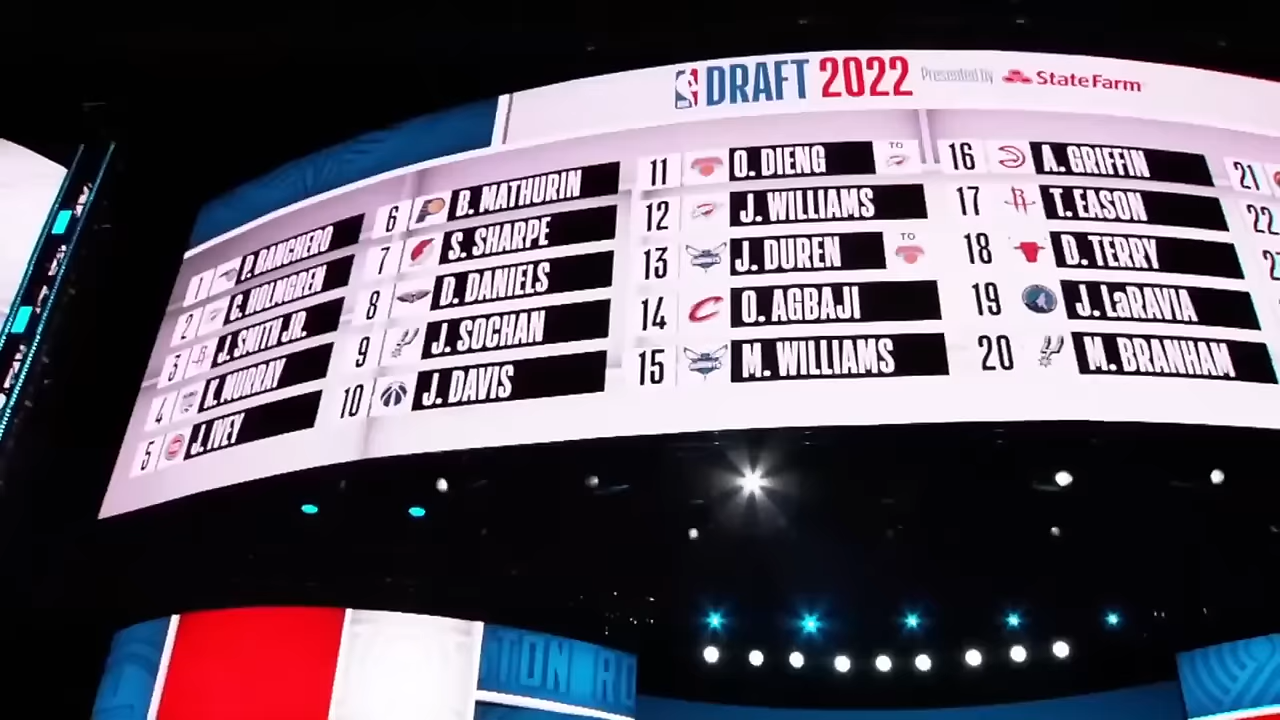 DRAFT 2022 Presented by State Farm
1 P. BANCHERO
2 C. HOLMGREN
3 J. SMITH JR.
4 K. MURRAY
5 J. IVEY
6 B. MATHURIN
7 S. SHARPE
8 D. DANIELS
9 J. SOCHAN
10 J. DAVIS
11 O. DIENG TO
12 J. WILLIAMS
13 J. DUREN TO
14 O. AGBAJI
15 M. WILLIAMS
16 A. GRIFFIN
17 T. EASON
18 D. TERRY
19 J. LaRAVIA
20 M. BRANHAM
21
22
TON RO